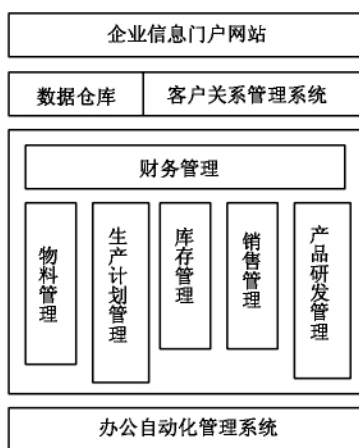 企业信息门户网站
数据仓库
客户关系管理系统
财务管理
物料管理
生产计划管理
库存管理
销售管理
产品研发管理
办公自动化管理系统